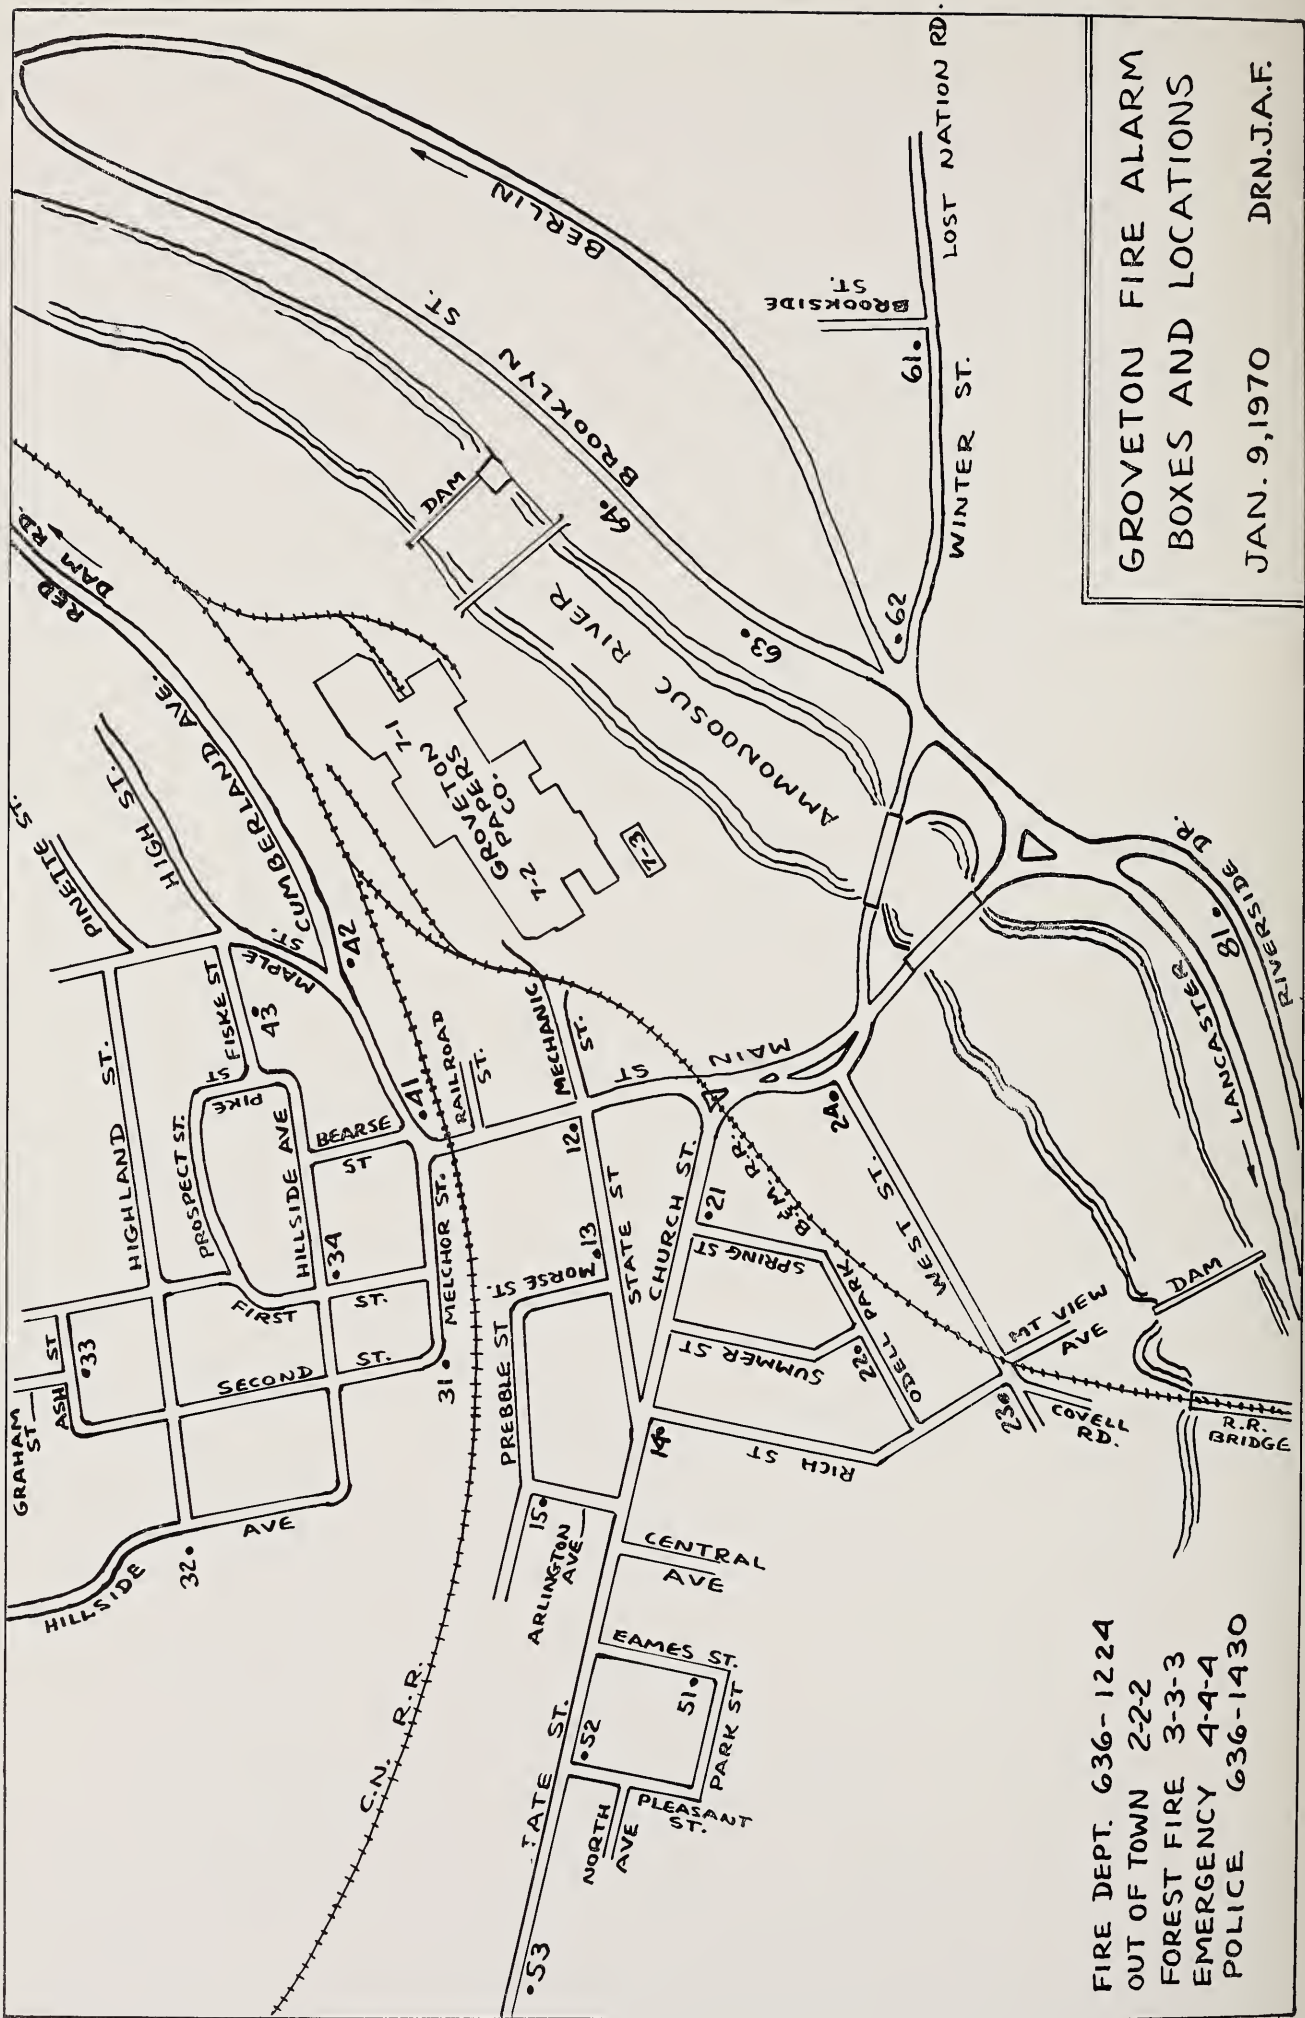 GROVETON FIRE ALARM
BOXES AND LOCATIONS
JAN. 9, 1970 DRN.J.A.F.
FIRE DEPT. 636-1224
OUT OF TOWN 2-2-2
FOREST FIRE 3-3-3
EMERGENCY 4-4-4
POLICE 636-1430
HILLSIDE
AVE
32
GRAHAM
ST
ASH
ST
33
HIGHLAND
ST.
PINETTE ST.
HIGH ST.
RED
DAM RD.
CUMBERLAND AVE.
MAPLE
ST.
42
FISKE ST
43
PIKE
ST
PROSPECT ST.
HILLSIDE AVE
BEARSE
ST
34
FIRST
ST.
SECOND
ST.
31
MELCHOR ST.
41
RAILROAD
ST.
MECHANIC
ST.
C.N. R.R.
PREBBLE ST
MORSE ST.
13
12
STATE ST
CHURCH ST.
MAIN
ST
15
ARLINGTON
AVE
14
CENTRAL
AVE
EAMES ST.
51
52
PARK ST
PLEASANT
ST.
NORTH
AVE
TATE ST.
53
RICH ST
SUMMER ST
SPRING ST
21
22
ODELL PARK
B.&M. R.R.
24
WEST ST.
23
MT VIEW
AVE
COVELL
RD.
R.R.
BRIDGE
DAM
LANCASTER
81
RIVERSIDE DR.
GROVETON
PAPERS
CO.
7-1
7-2
7-3
AMMONOOSUC RIVER
DAM
BROOKLYN ST.
64
63
62
BERLIN
WINTER ST.
61
BROOKSIDE
ST.
LOST NATION RD.